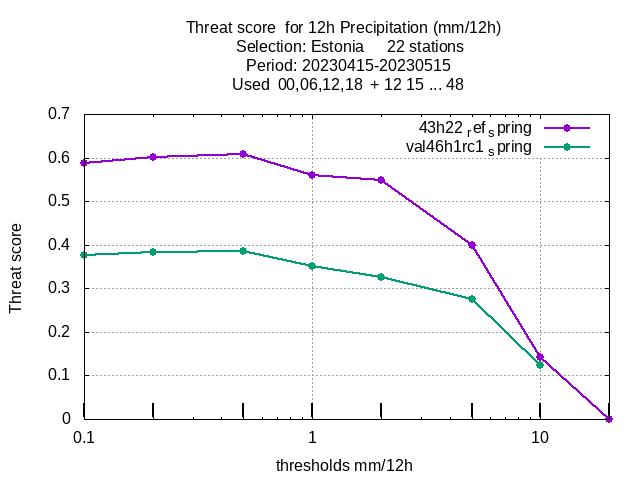 Threat score  for 12h Precipitation (mm/12h)
Selection: Estonia     22 stations
Period: 20230415-20230515
Used  00,06,12,18  + 12 15 ... 48
43h22 ref spring
val46h1rc1 spring
0.7
0.6
0.5
0.4
0.3
0.2
0.1
0
Threat score
0.1 1 10
thresholds mm/12h